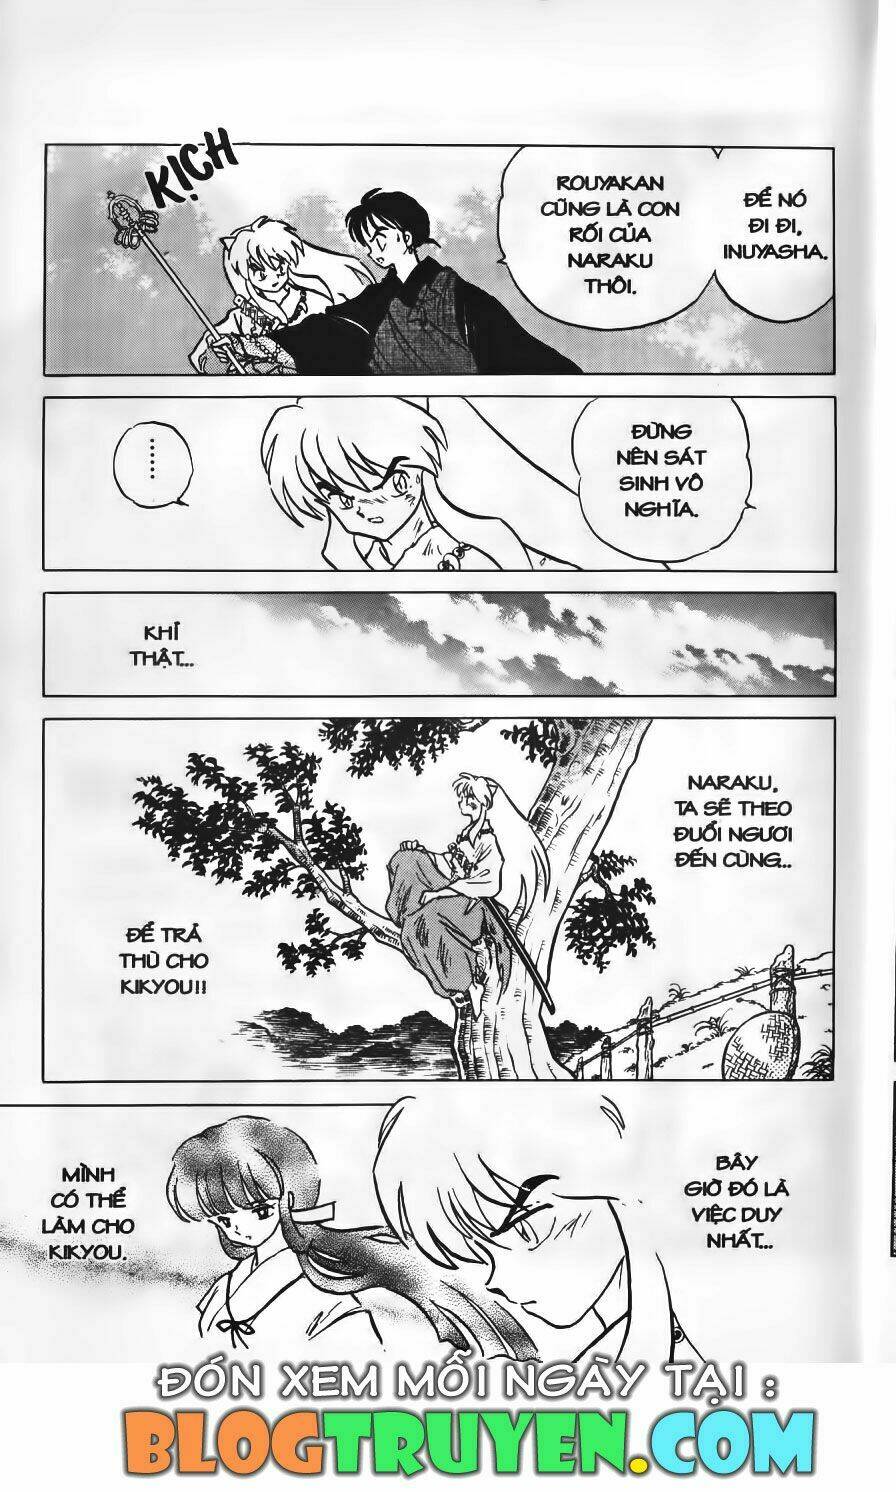 KỊCH
ĐỂ NÓ
ĐI ĐI,
INUYASHA.
ROUYAKAN
CŨNG LÀ CON
RỐI CỦA
NARAKU
THÔI.
ĐỪNG
NÊN SÁT
SINH VÔ
NGHĨA.
......
KHỈ
THẬT...
NARAKU,
TA SẼ THEO
ĐUỔI NGƯƠI
ĐẾN CÙNG...
ĐỂ TRẢ
THÙ CHO
KIKYOU!!
BÂY
GIỜ ĐÓ LÀ
VIỆC DUY
NHẤT...
MÌNH
CÓ THỂ
LÀM CHO
KIKYOU.
ĐÓN XEM MỖI NGÀY TẠI :
BLOGTRUYEN.COM